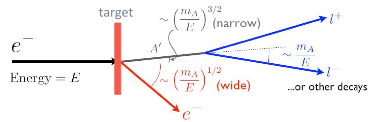 target
~ (m_A/E)^{3/2} (narrow)
l^+
e^-
A'
~ m_A/E
Energy = E
~ (m_A/E)^{1/2} (wide)
l^-
...or other decays
e^-